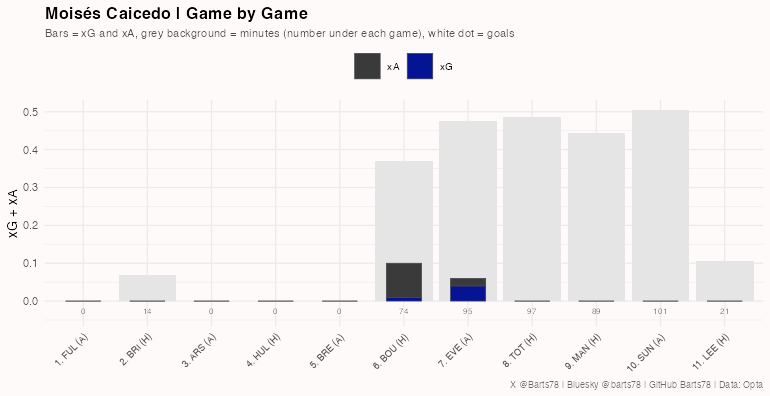 Moisés Caicedo | Game by Game
Bars = xG and xA, grey background = minutes (number under each game), white dot = goals
xA xG
xG + xA
0.5
0.4
0.3
0.2
0.1
0.0
0 14 0 0 0 74 95 97 89 101 21
1. FUL (A)
2. BRI (H)
3. ARS (A)
4. HUL (H)
5. BRE (A)
6. BOU (H)
7. EVE (A)
8. TOT (H)
9. MAN (H)
10. SUN (A)
11. LEE (H)
X @Barts78 | Bluesky @barts78 | GitHub Barts78 | Data: Opta